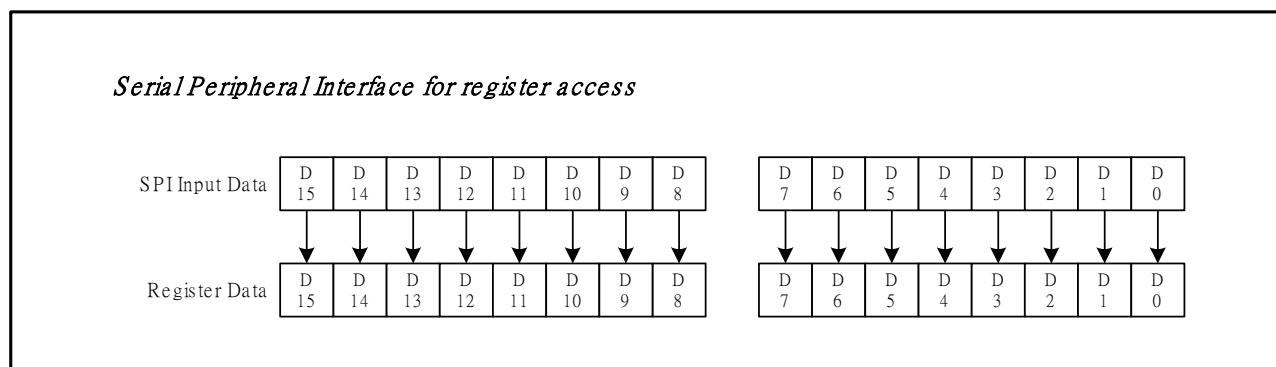 Serial Peripheral Interface for register access
SPI Input Data D 15 D 14 D 13 D 12 D 11 D 10 D 9 D 8 D 7 D 6 D 5 D 4 D 3 D 2 D 1 D 0
Register Data D 15 D 14 D 13 D 12 D 11 D 10 D 9 D 8 D 7 D 6 D 5 D 4 D 3 D 2 D 1 D 0